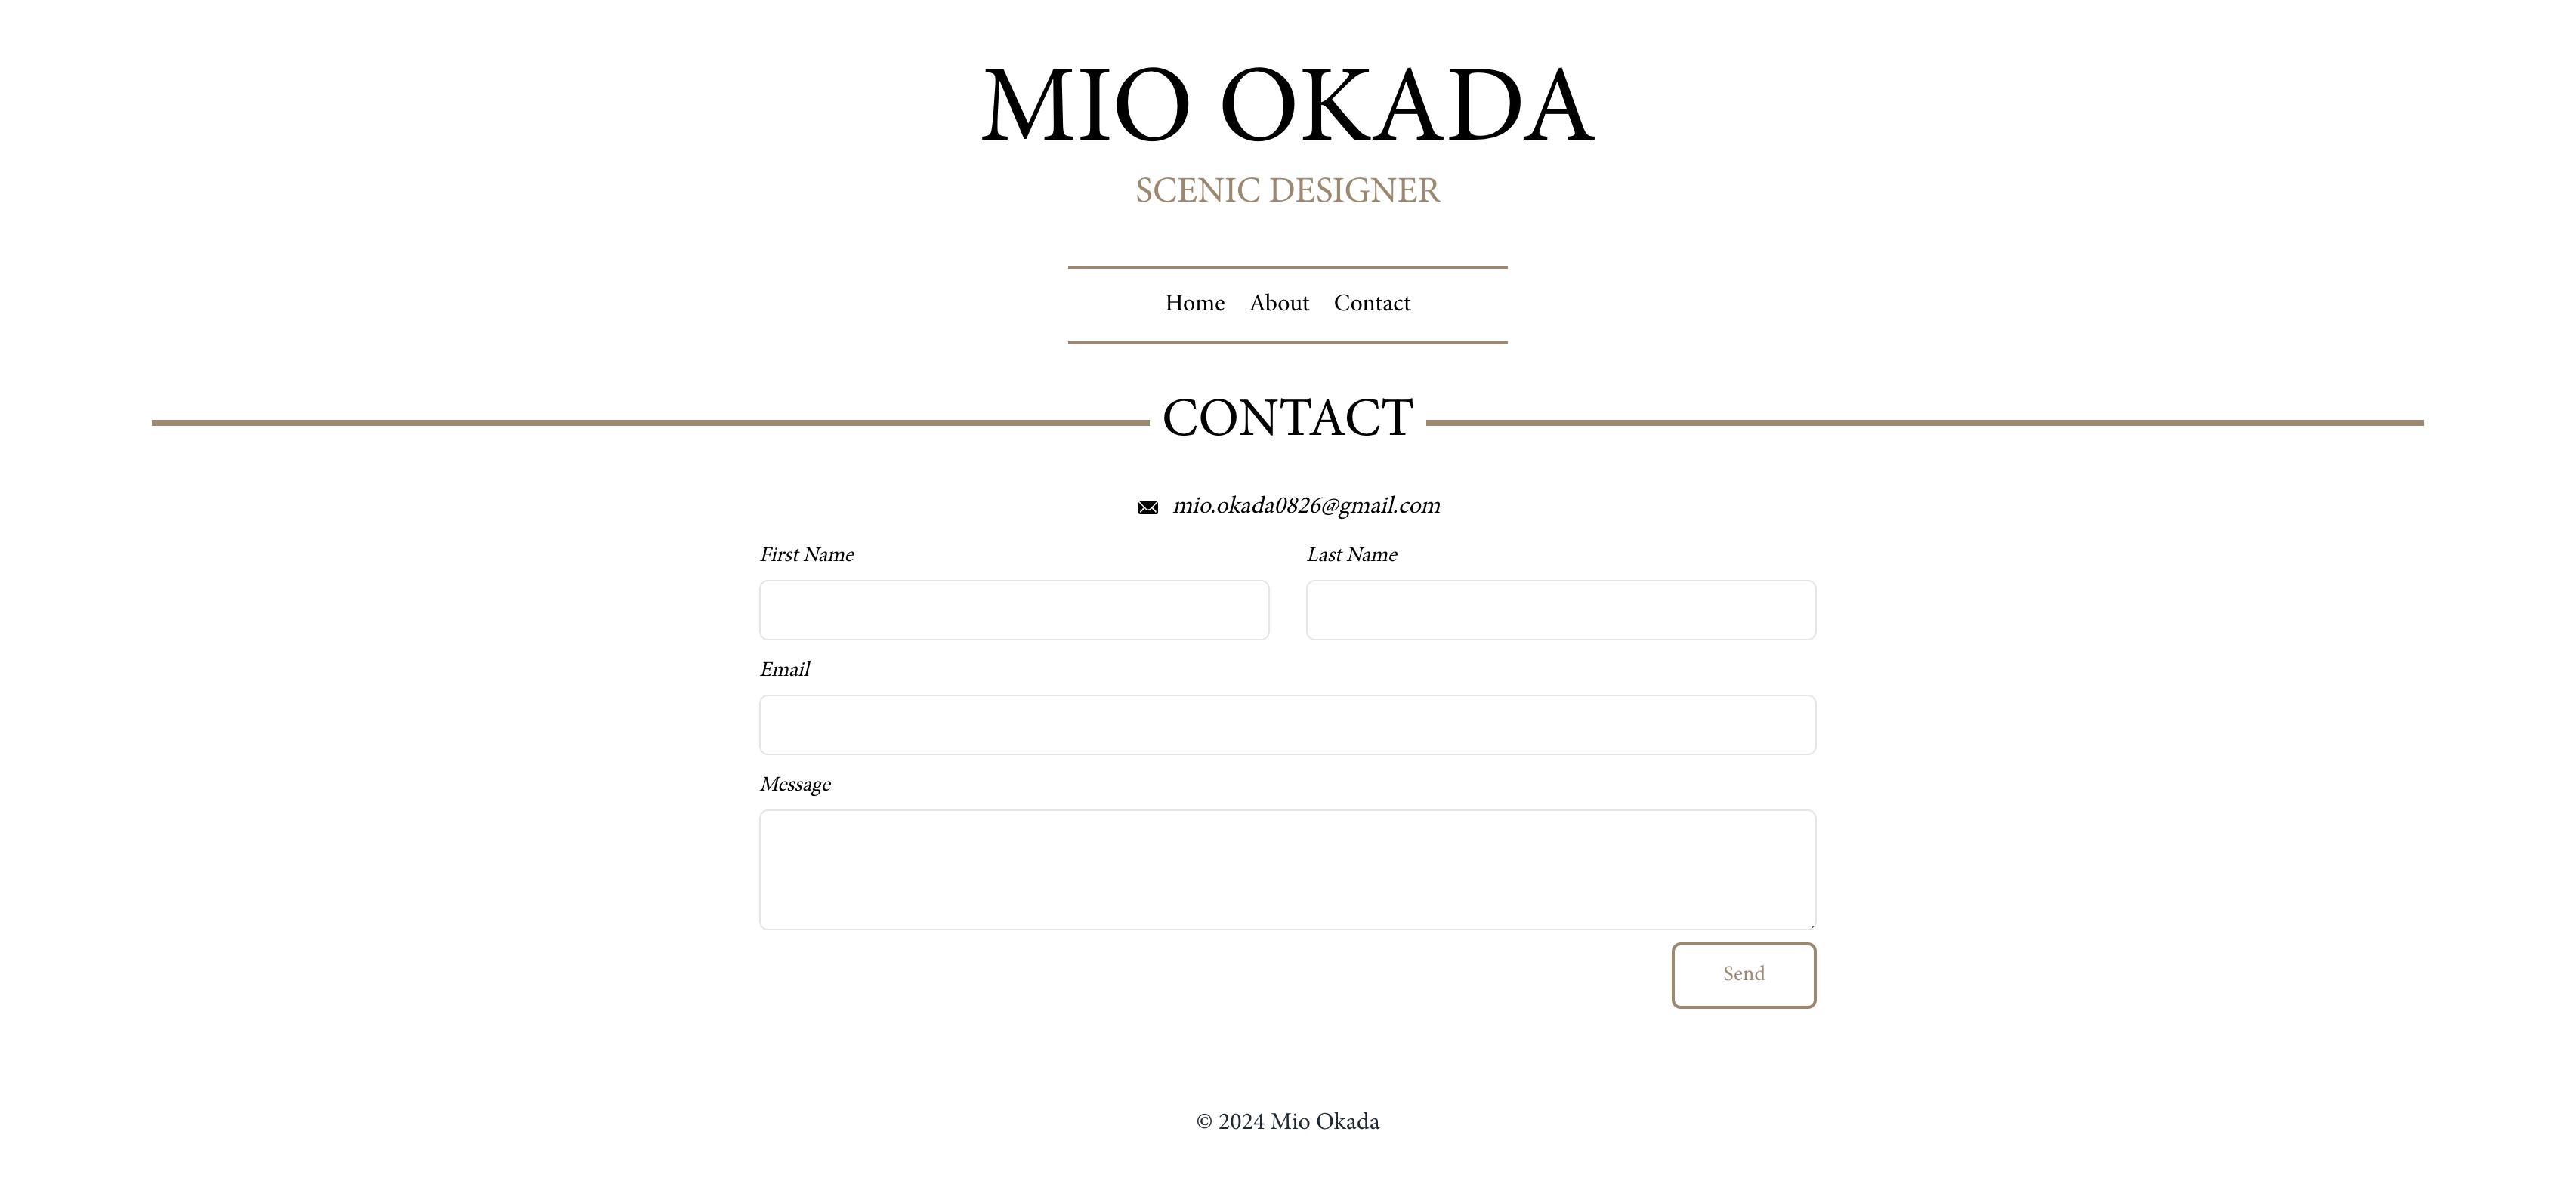 MIO OKADA
SCENIC DESIGNER
Home About Contact
CONTACT
mio.okada0826@gmail.com
First Name Last Name
Email
Message
Send
© 2024 Mio Okada